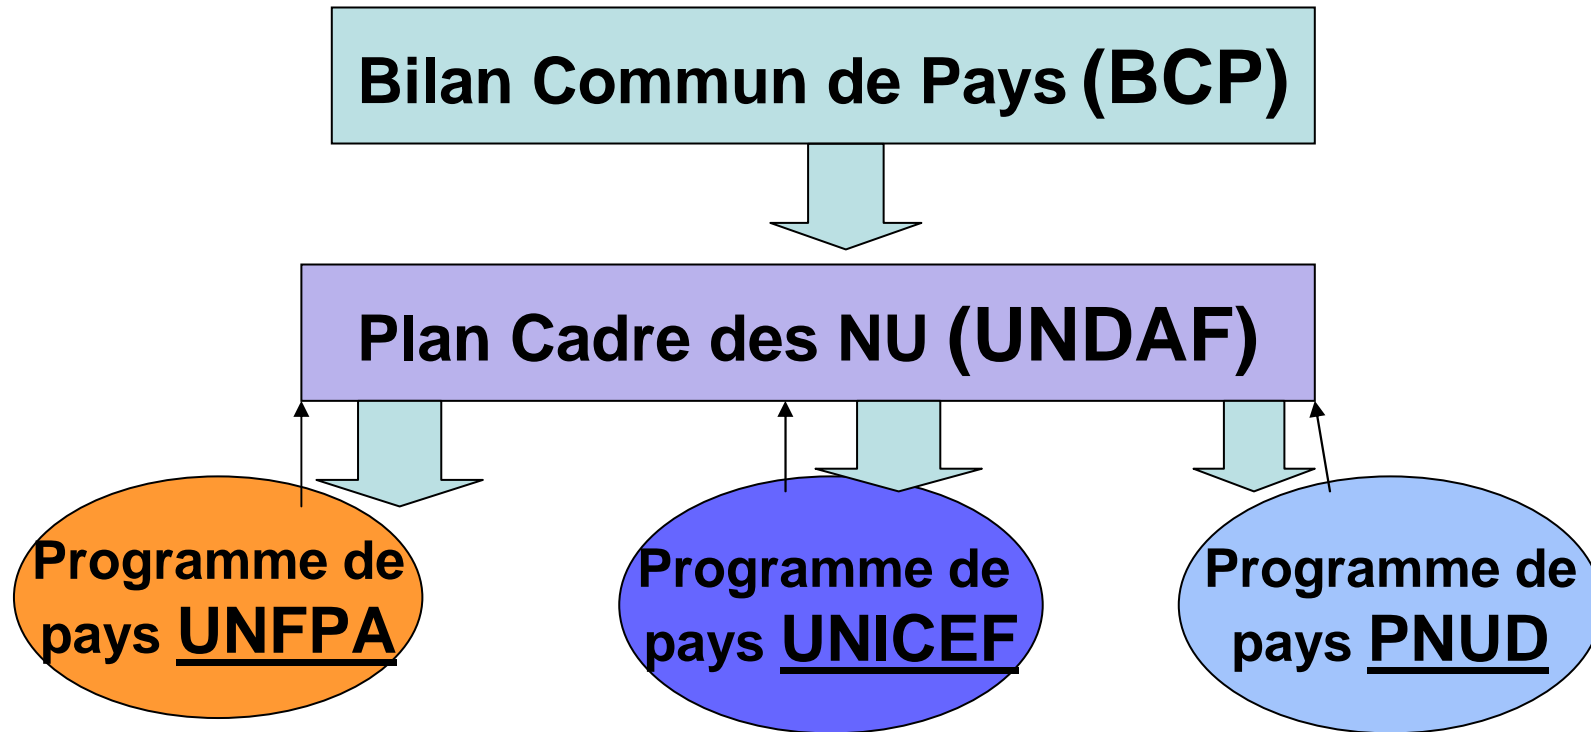 Bilan Commun de Pays (BCP)
Plan Cadre des NU (UNDAF)
Programme de
pays UNFPA
Programme de
pays UNICEF
Programme de
pays PNUD